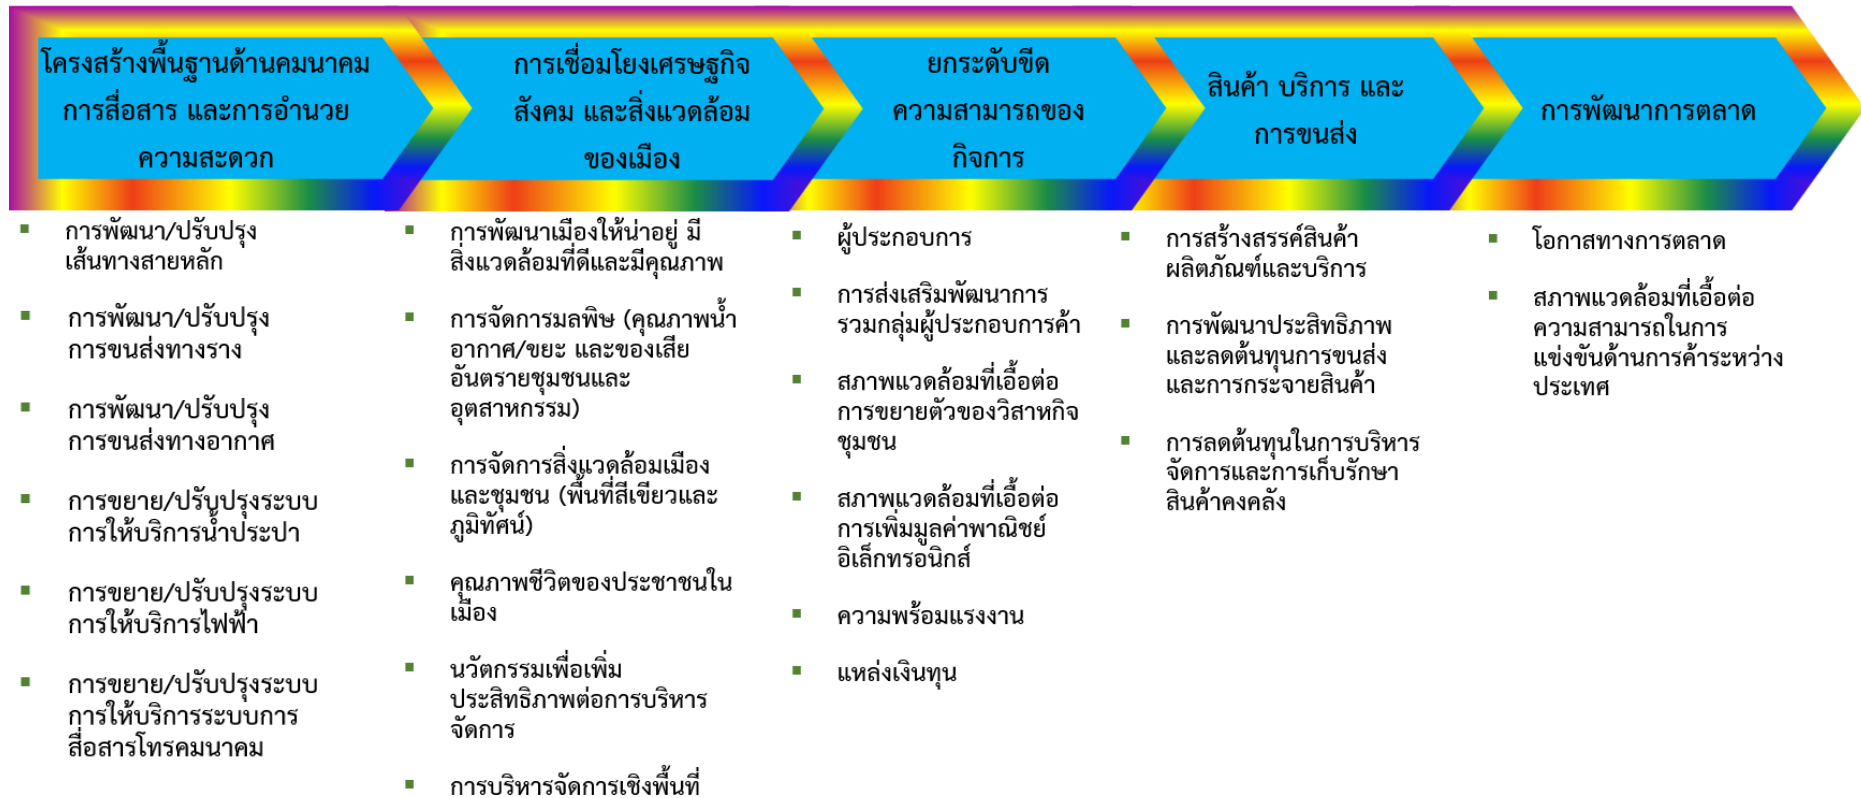 โครงสร้างพื้นฐานด้านคมนาคม
การสื่อสาร และการอำนวย
ความสะดวก
การเชื่อมโยงเศรษฐกิจ
สังคม และสิ่งแวดล้อม
ของเมือง
ยกระดับขีด
ความสามารถของ
กิจการ
สินค้า บริการ และ
การขนส่ง
การพัฒนาการตลาด
▪ การพัฒนา/ปรับปรุง
เส้นทางสายหลัก
▪ การพัฒนา/ปรับปรุง
การขนส่งทางราง
▪ การพัฒนา/ปรับปรุง
การขนส่งทางอากาศ
▪ การขยาย/ปรับปรุงระบบ
การให้บริการน้ำประปา
▪ การขยาย/ปรับปรุงระบบ
การให้บริการไฟฟ้า
▪ การขยาย/ปรับปรุงระบบ
การให้บริการระบบการ
สื่อสารโทรคมนาคม
▪ การพัฒนาเมืองให้น่าอยู่ มี
สิ่งแวดล้อมที่ดีและมีคุณภาพ
▪ การจัดการมลพิษ (คุณภาพน้ำ
อากาศ/ขยะ และของเสีย
อันตรายชุมชนและ
อุตสาหกรรม)
▪ การจัดการสิ่งแวดล้อมเมือง
และชุมชน (พื้นที่สีเขียวและ
ภูมิทัศน์)
▪ คุณภาพชีวิตของประชาชนใน
เมือง
▪ นวัตกรรมเพื่อเพิ่ม
ประสิทธิภาพต่อการบริหาร
จัดการ
▪ การบริหารจัดการเชิงพื้นที่
▪ ผู้ประกอบการ
▪ การส่งเสริมพัฒนาการ
รวมกลุ่มผู้ประกอบการค้า
▪ สภาพแวดล้อมที่เอื้อต่อ
การขยายตัวของวิสาหกิจ
ชุมชน
▪ สภาพแวดล้อมที่เอื้อต่อ
การเพิ่มมูลค่าพาณิชย์
อิเล็กทรอนิกส์
▪ ความพร้อมแรงงาน
▪ แหล่งเงินทุน
▪ การสร้างสรรค์สินค้า
ผลิตภัณฑ์และบริการ
▪ การพัฒนาประสิทธิภาพ
และลดต้นทุนการขนส่ง
และการกระจายสินค้า
▪ การลดต้นทุนในการบริหาร
จัดการและการเก็บรักษา
สินค้าคงคลัง
▪ โอกาสทางการตลาด
▪ สภาพแวดล้อมที่เอื้อต่อ
ความสามารถในการ
แข่งขันด้านการค้าระหว่าง
ประเทศ